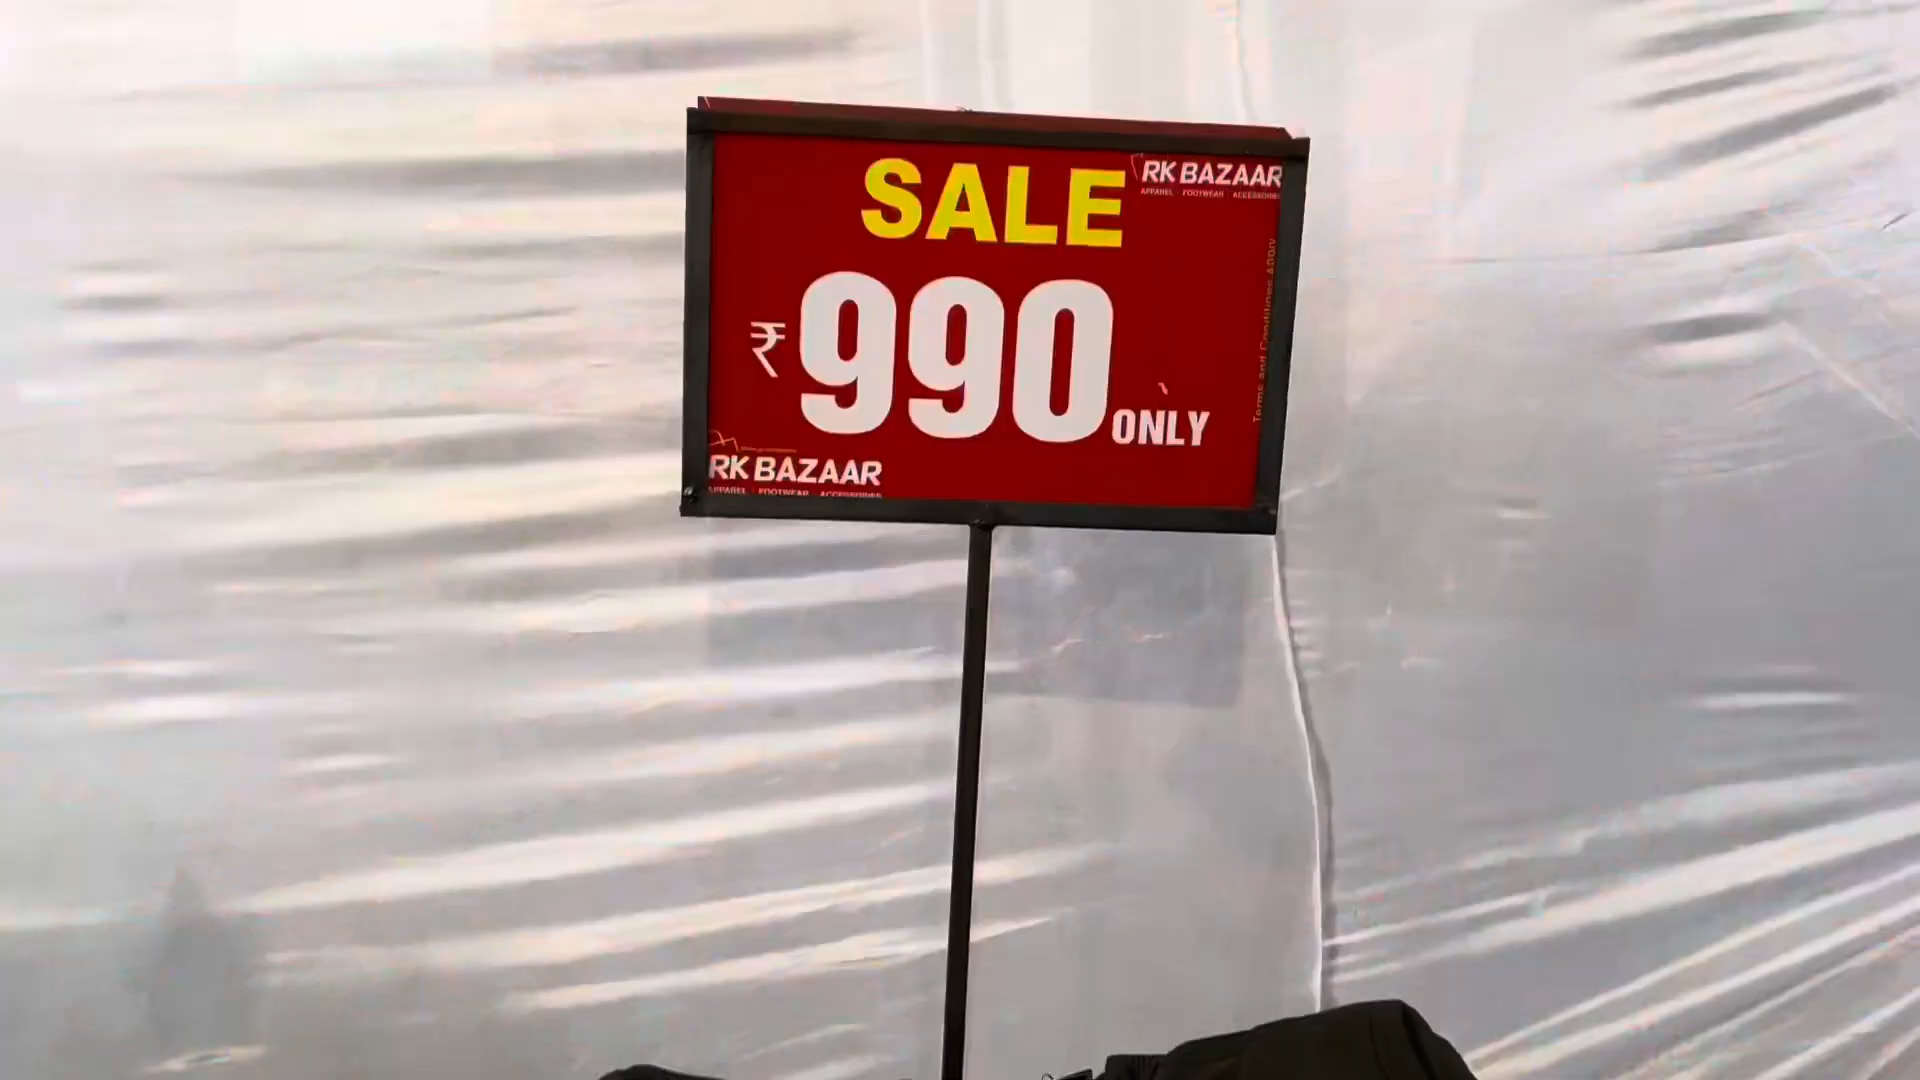 SALE
RK BAZAAR
APPAREL FOOTWEAR ACCESSORIES
₹990 ONLY
Terms and Conditions Apply
RK BAZAAR
APPAREL FOOTWEAR ACCESSORIES